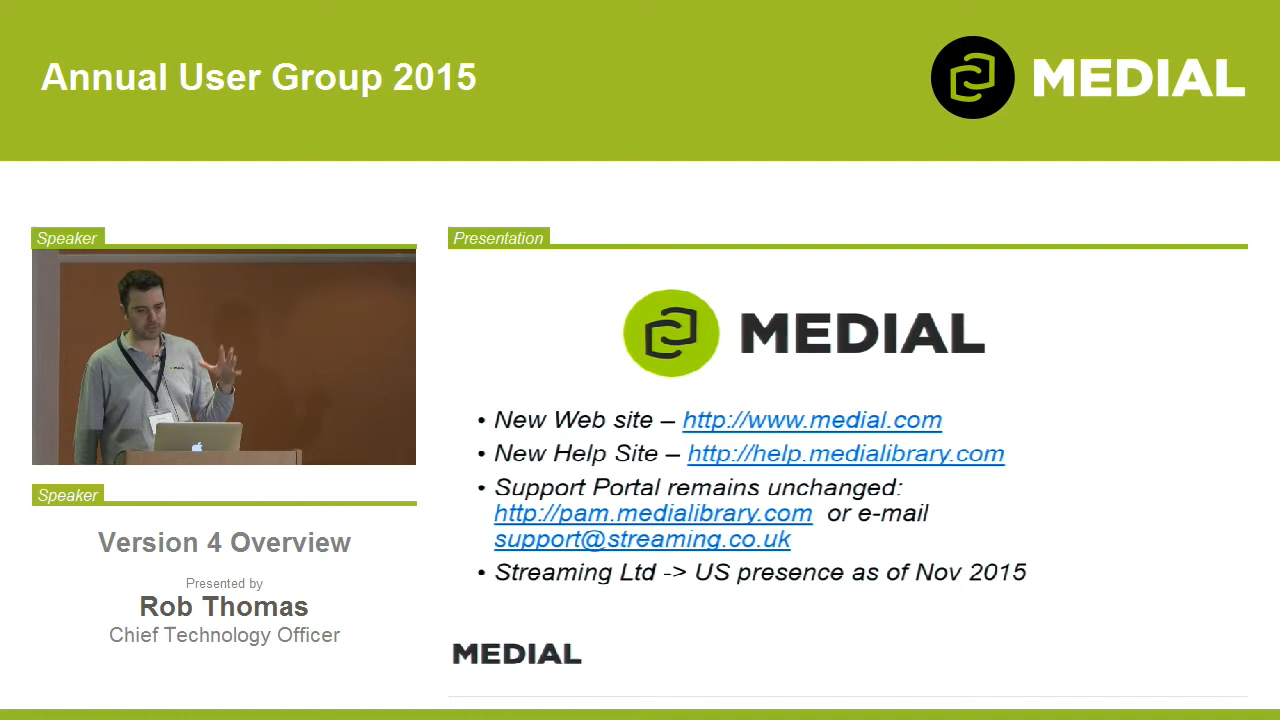 Annual User Group 2015
MEDIAL
Speaker
Presentation
MEDIAL
• New Web site – http://www.medial.com
• New Help Site – http://help.medialibrary.com
• Support Portal remains unchanged:
http://pam.medialibrary.com or e-mail
support@streaming.co.uk
• Streaming Ltd -> US presence as of Nov 2015
MEDIAL
MEDIAL
Speaker
Version 4 Overview
Presented by
Rob Thomas
Chief Technology Officer